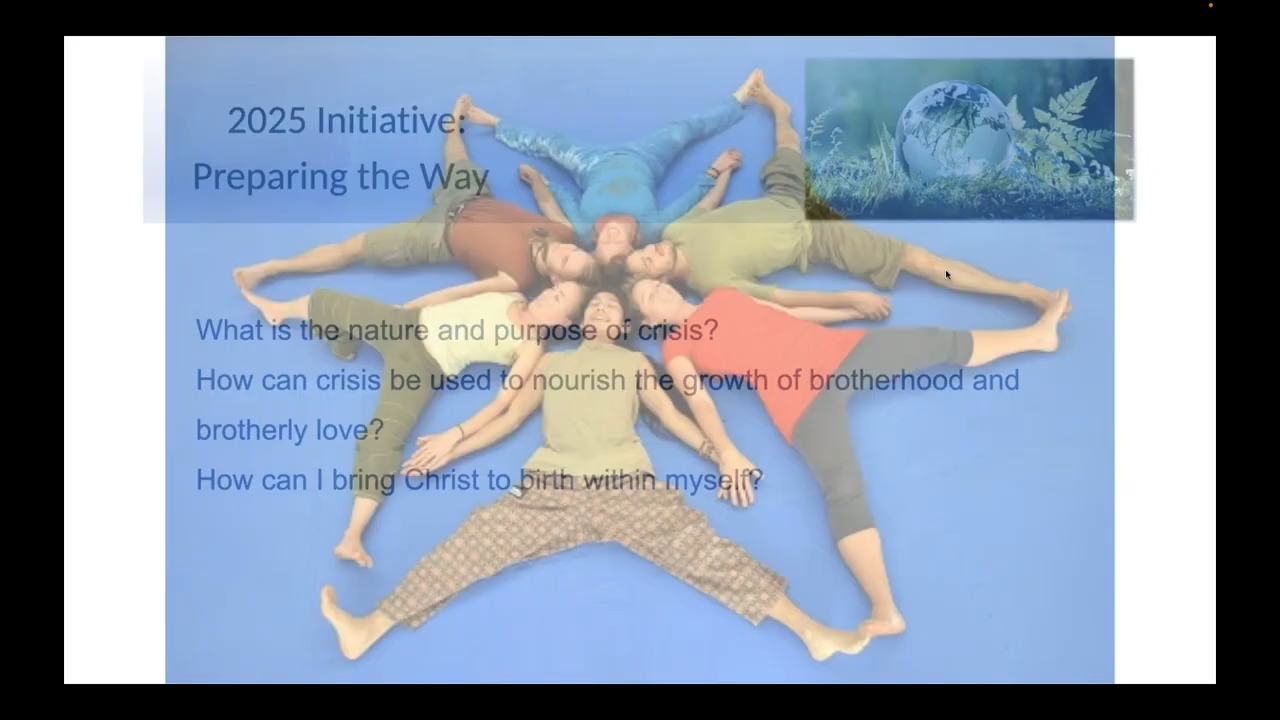 2025 Initiative:
Preparing the Way
What is the nature and purpose of crisis?
How can crisis be used to nourish the growth of brotherhood and
brotherly love?
How can I bring Christ to birth within myself?